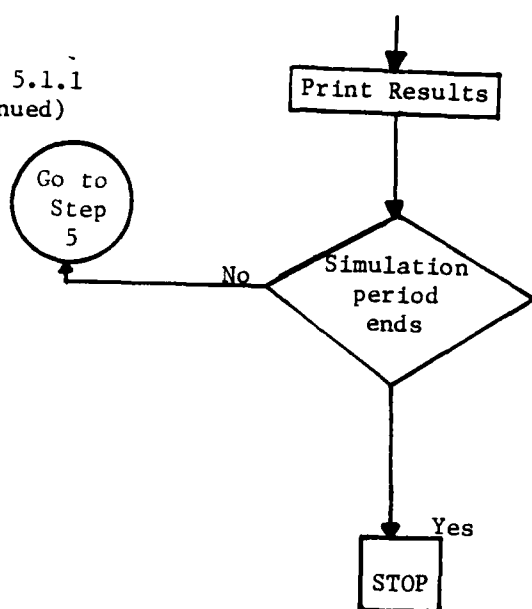 5.1.1
nued)
Print Results
Go to
Step
5
Simulation
period
ends
No
Yes
STOP